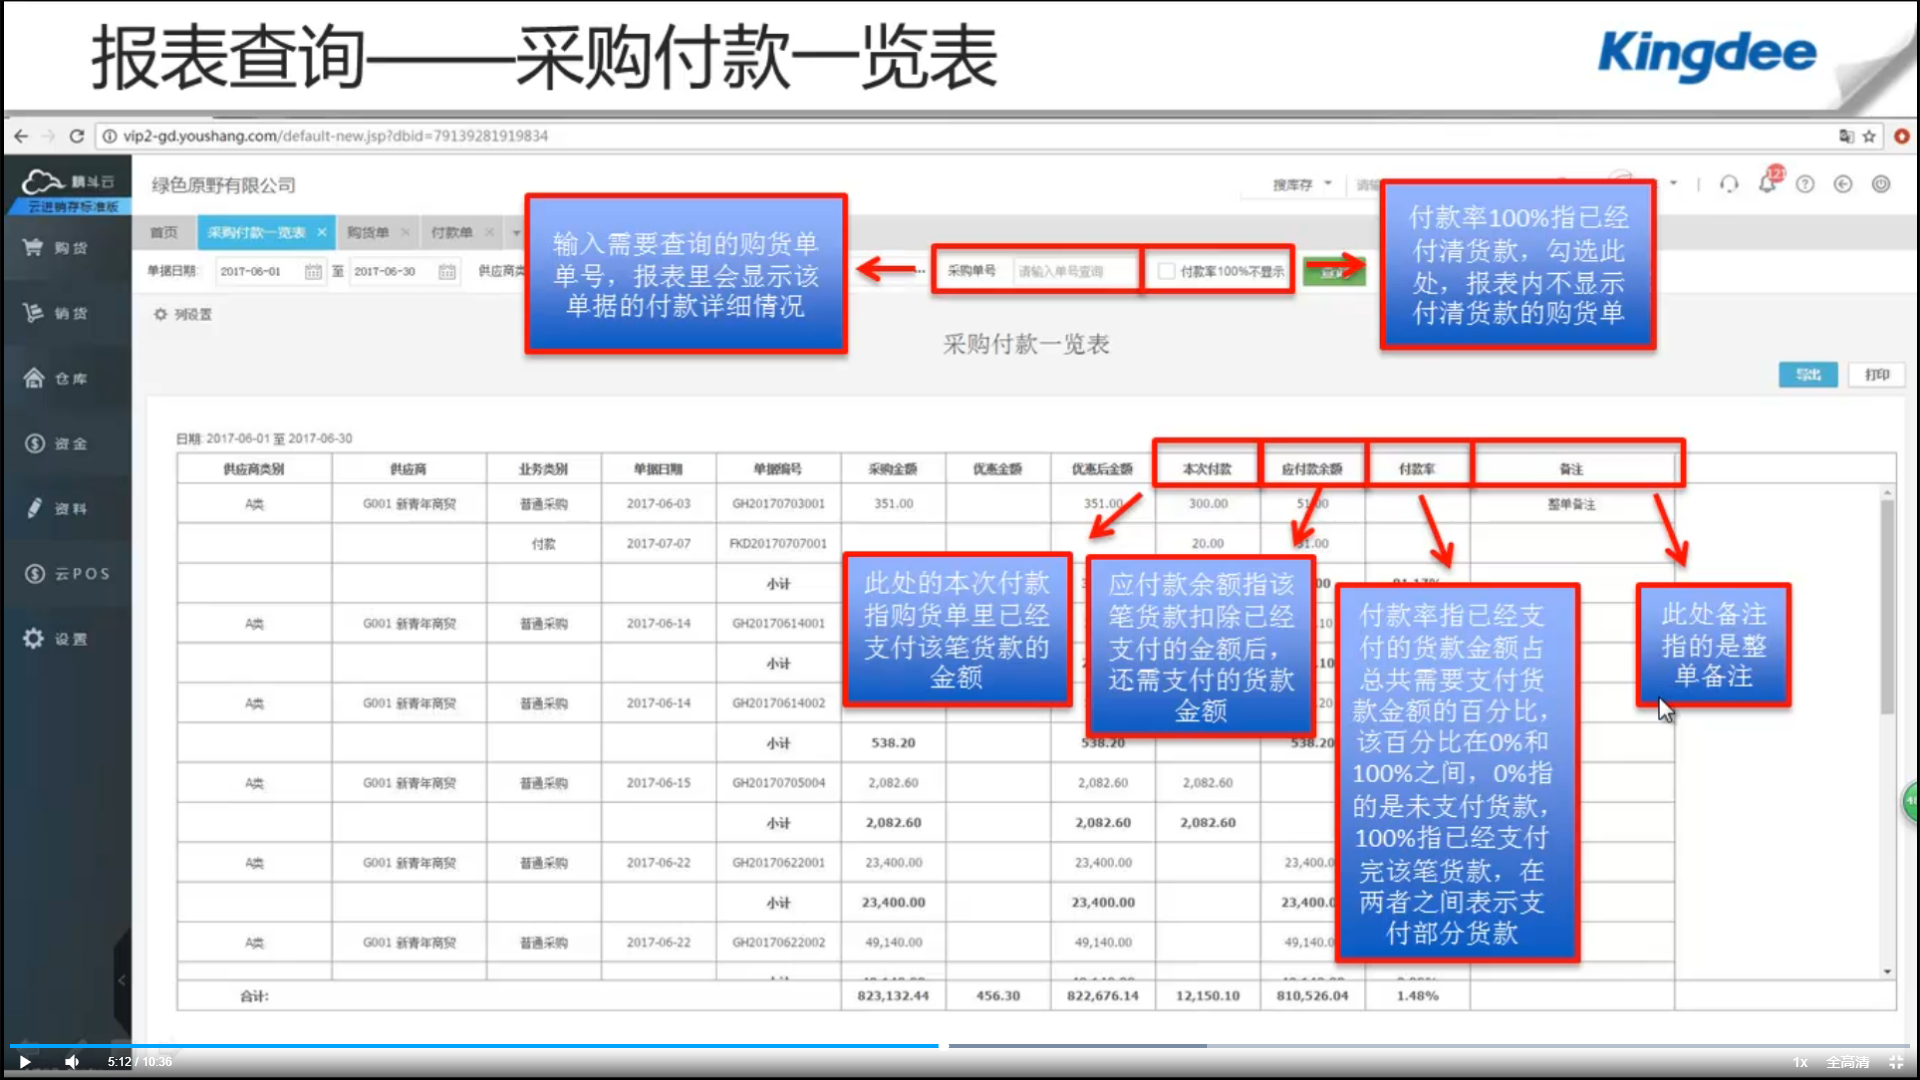 报表查询——采购付款一览表
Kingdee
vip2-gd.youshang.com/default-new.jsp?dbid=79139281919834
精斗云
云进销存标准版
绿色原野有限公司
搜库存
121
首页 采购付款一览表 × 购货单 × 付款单 ×
单据日期: 2017-06-01 至 2017-06-30 供应商类
采购单号 请输入单号查询 付款率100%不显示
输入需要查询的购货单
单号，报表里会显示该
单据的付款详细情况
付款率100%指已经
付清货款，勾选此
处，报表内不显示
付清货款的购货单
购货
销货
仓库
资金
资料
云POS
设置
列设置
采购付款一览表
导出 打印
日期: 2017-06-01 至 2017-06-30
供应商类别 供应商 业务类别 单据日期 单据编号 采购金额 优惠金额 优惠后金额 本次付款 应付款余额 付款率 备注
A类 G001 新青年商贸 普通采购 2017-06-03 GH20170703001 351.00 351.00 300.00 51.00 整单备注
付款 2017-07-07 FKD20170707001 20.00
小计
A类 G001 新青年商贸 普通采购 2017-06-14 GH20170614001
小计
A类 G001 新青年商贸 普通采购 2017-06-14 GH20170614002
小计 538.20 538.20 538.20
A类 G001 新青年商贸 普通采购 2017-06-15 GH20170705004 2,082.60 2,082.60 2,082.60
小计 2,082.60 2,082.60 2,082.60
A类 G001 新青年商贸 普通采购 2017-06-22 GH20170622001 23,400.00 23,400.00 23,400.0
小计 23,400.00 23,400.00 23,400.0
A类 G001 新青年商贸 普通采购 2017-06-22 GH20170622002 49,140.00 49,140.00 49,140.0
合计: 823,132.44 456.30 822,676.14 12,150.10 810,526.04 1.48%
此处的本次付款
指购货单里已经
支付该笔货款的
金额
应付款余额指该
笔货款扣除已经
支付的金额后，
还需支付的货款
金额
付款率指已经支
付的货款金额占
总共需要支付货
款金额的百分比，
该百分比在0%和
100%之间，0%指
的是未支付货款，
100%指已经支付
完该笔货款，在
两者之间表示支
付部分货款
此处备注
指的是整
单备注
5:12 / 10:36
1x 全高清